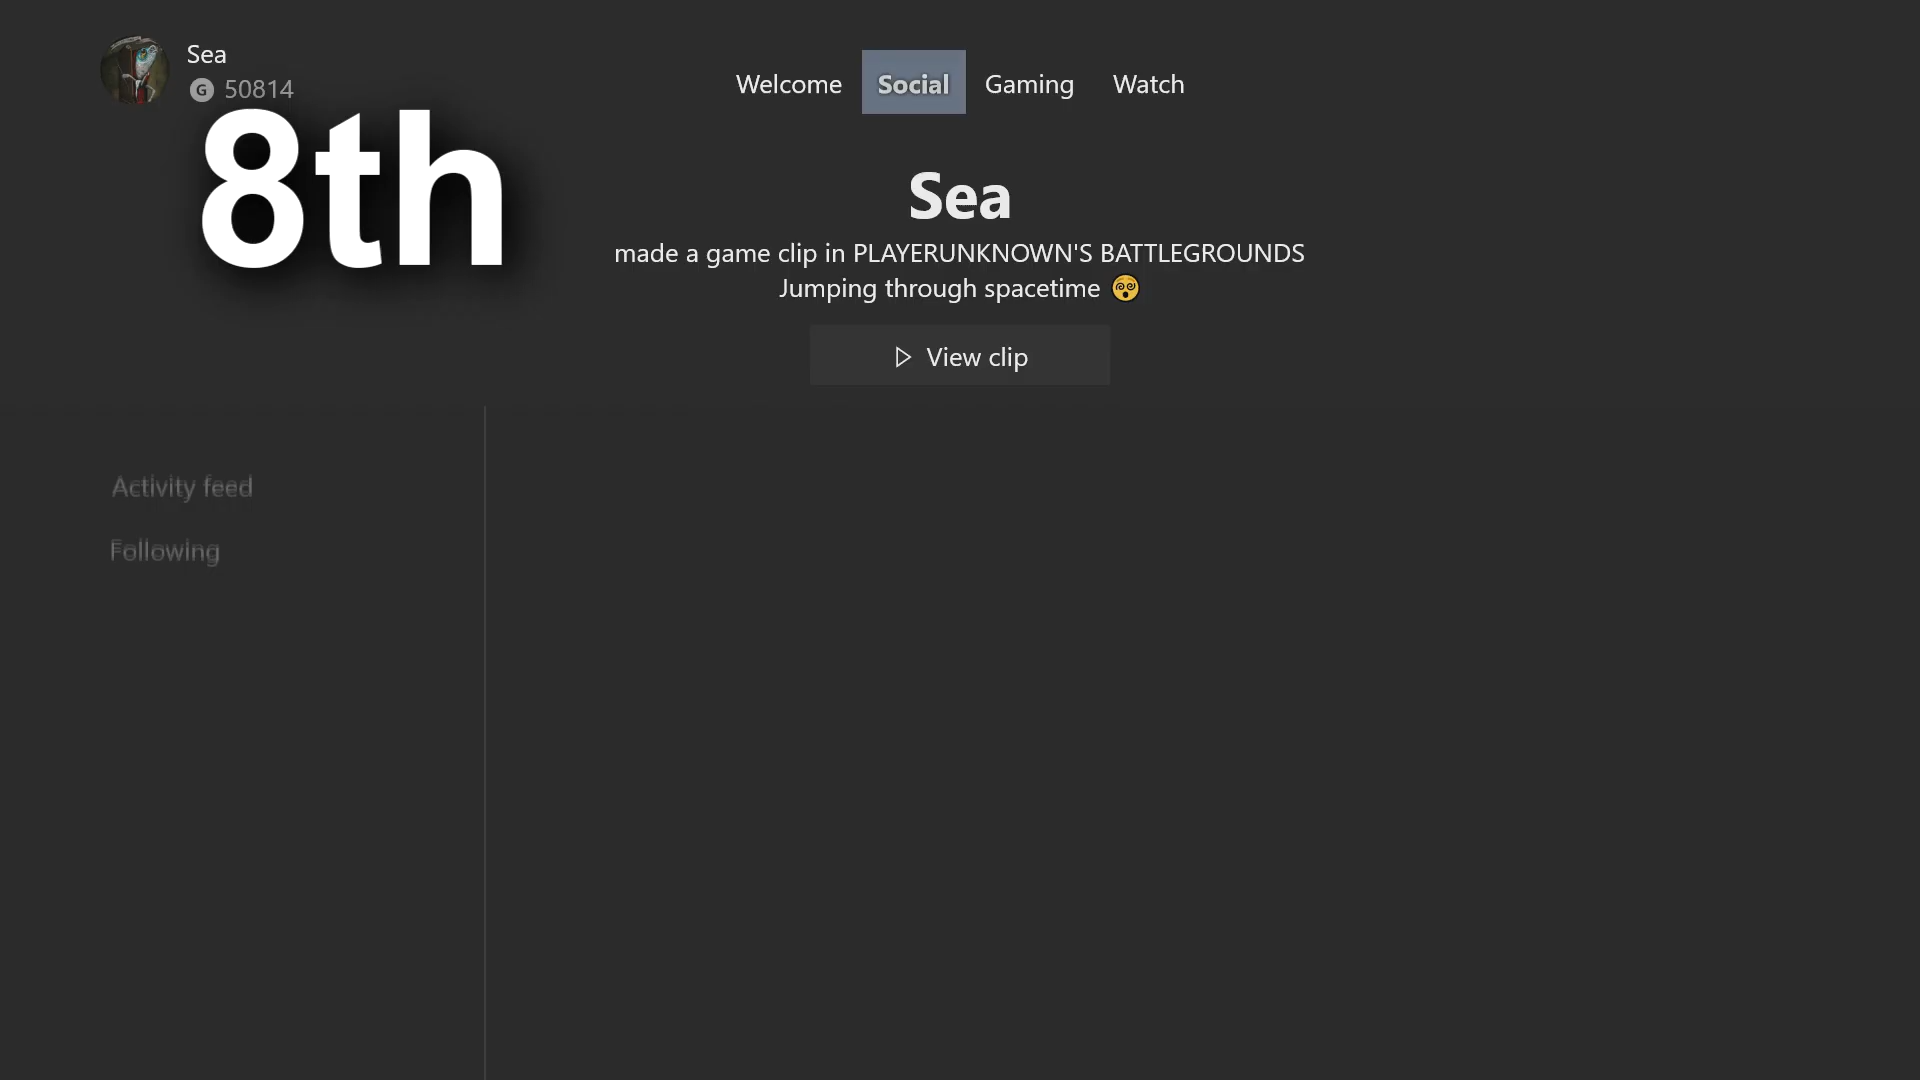 Sea
G 50814
8th
Welcome
Social
Gaming
Watch
Sea
made a game clip in PLAYERUNKNOWN'S BATTLEGROUNDS
Jumping through spacetime 😵
View clip
Activity feed
Following